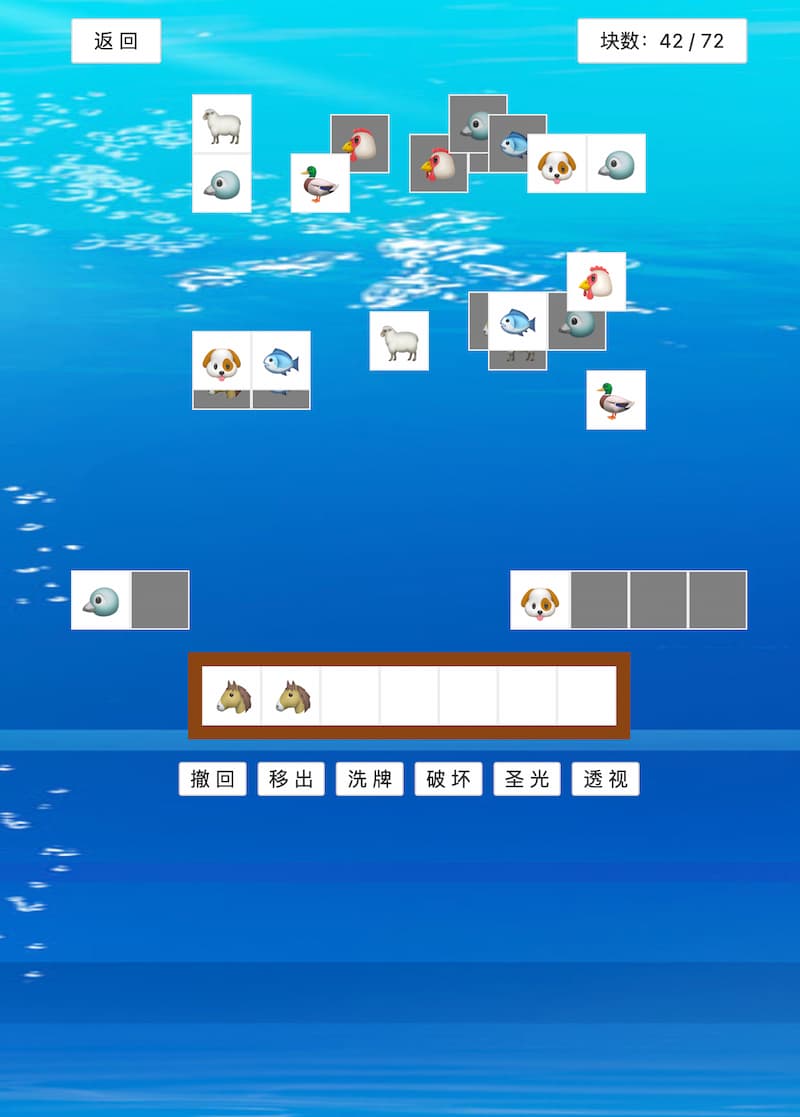 返 回
块数：42 / 72
撤 回
移 出
洗 牌
破 坏
圣 光
透 视